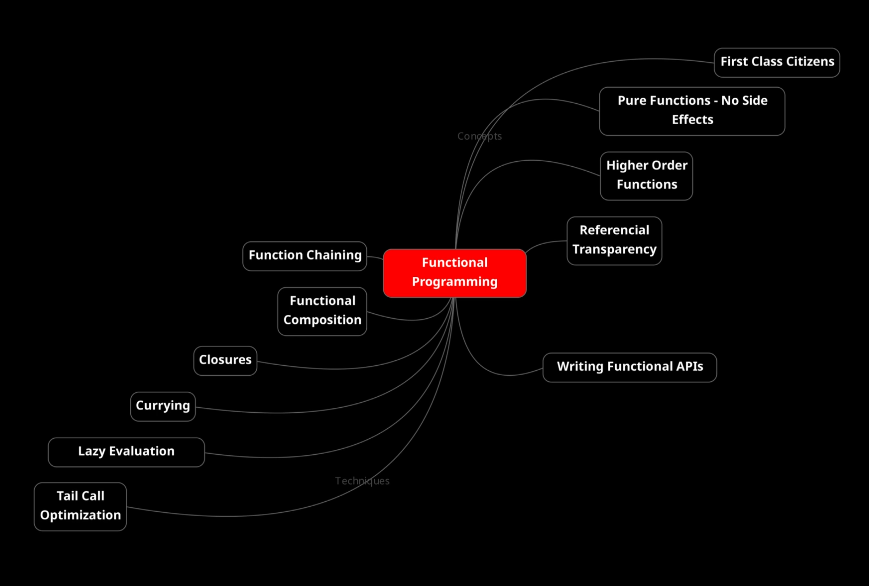 First Class Citizens
Pure Functions - No Side
Effects
Concepts
Higher Order
Functions
Referencial
Transparency
Function Chaining
Functional
Programming
Functional
Composition
Closures
Writing Functional APIs
Currying
Lazy Evaluation
Techniques
Tail Call
Optimization